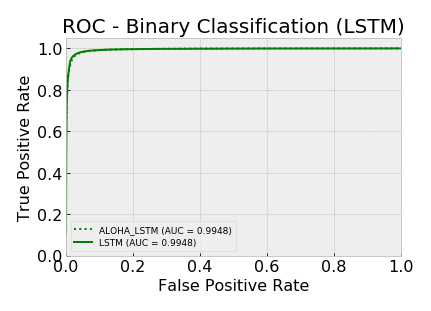 ROC - Binary Classification (LSTM)
True Positive Rate
1.0
0.8
0.6
0.4
0.2
0.0
ALOHA_LSTM (AUC = 0.9948)
LSTM (AUC = 0.9948)
0.0 0.2 0.4 0.6 0.8 1.0
False Positive Rate